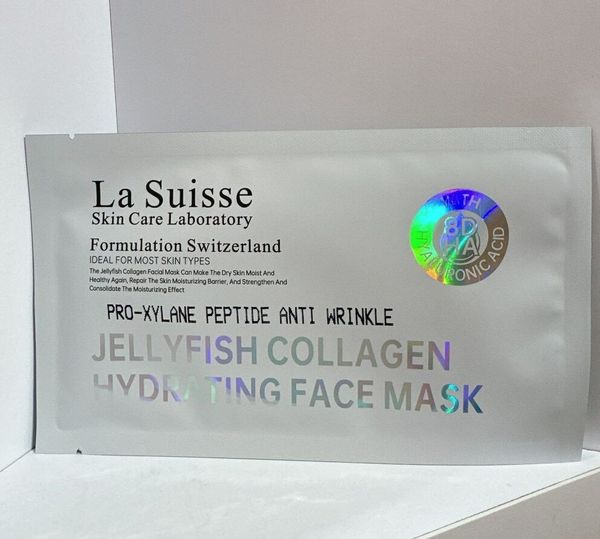 La Suisse
Skin Care Laboratory
Formulation Switzerland
IDEAL FOR MOST SKIN TYPES
The Jellyfish Collagen Facial Mask Can Make The Dry Skin Moist And
Healthy Again, Repair The Skin Moisturizing Barrier, And Strengthen And
Consolidate The Moisturizing Effect
WITH
8D
HA
HYALURONIC ACID
PRO-XYLANE PEPTIDE ANTI WRINKLE
JELLYFISH COLLAGEN
HYDRATING FACE MASK